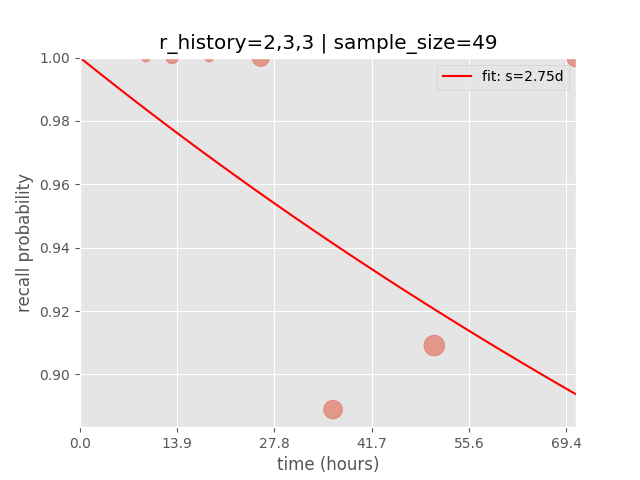 r_history=2,3,3 | sample_size=49
fit: s=2.75d
1.00
0.98
0.96
0.94
0.92
0.90
recall probability
0.0 13.9 27.8 41.7 55.6 69.4
time (hours)